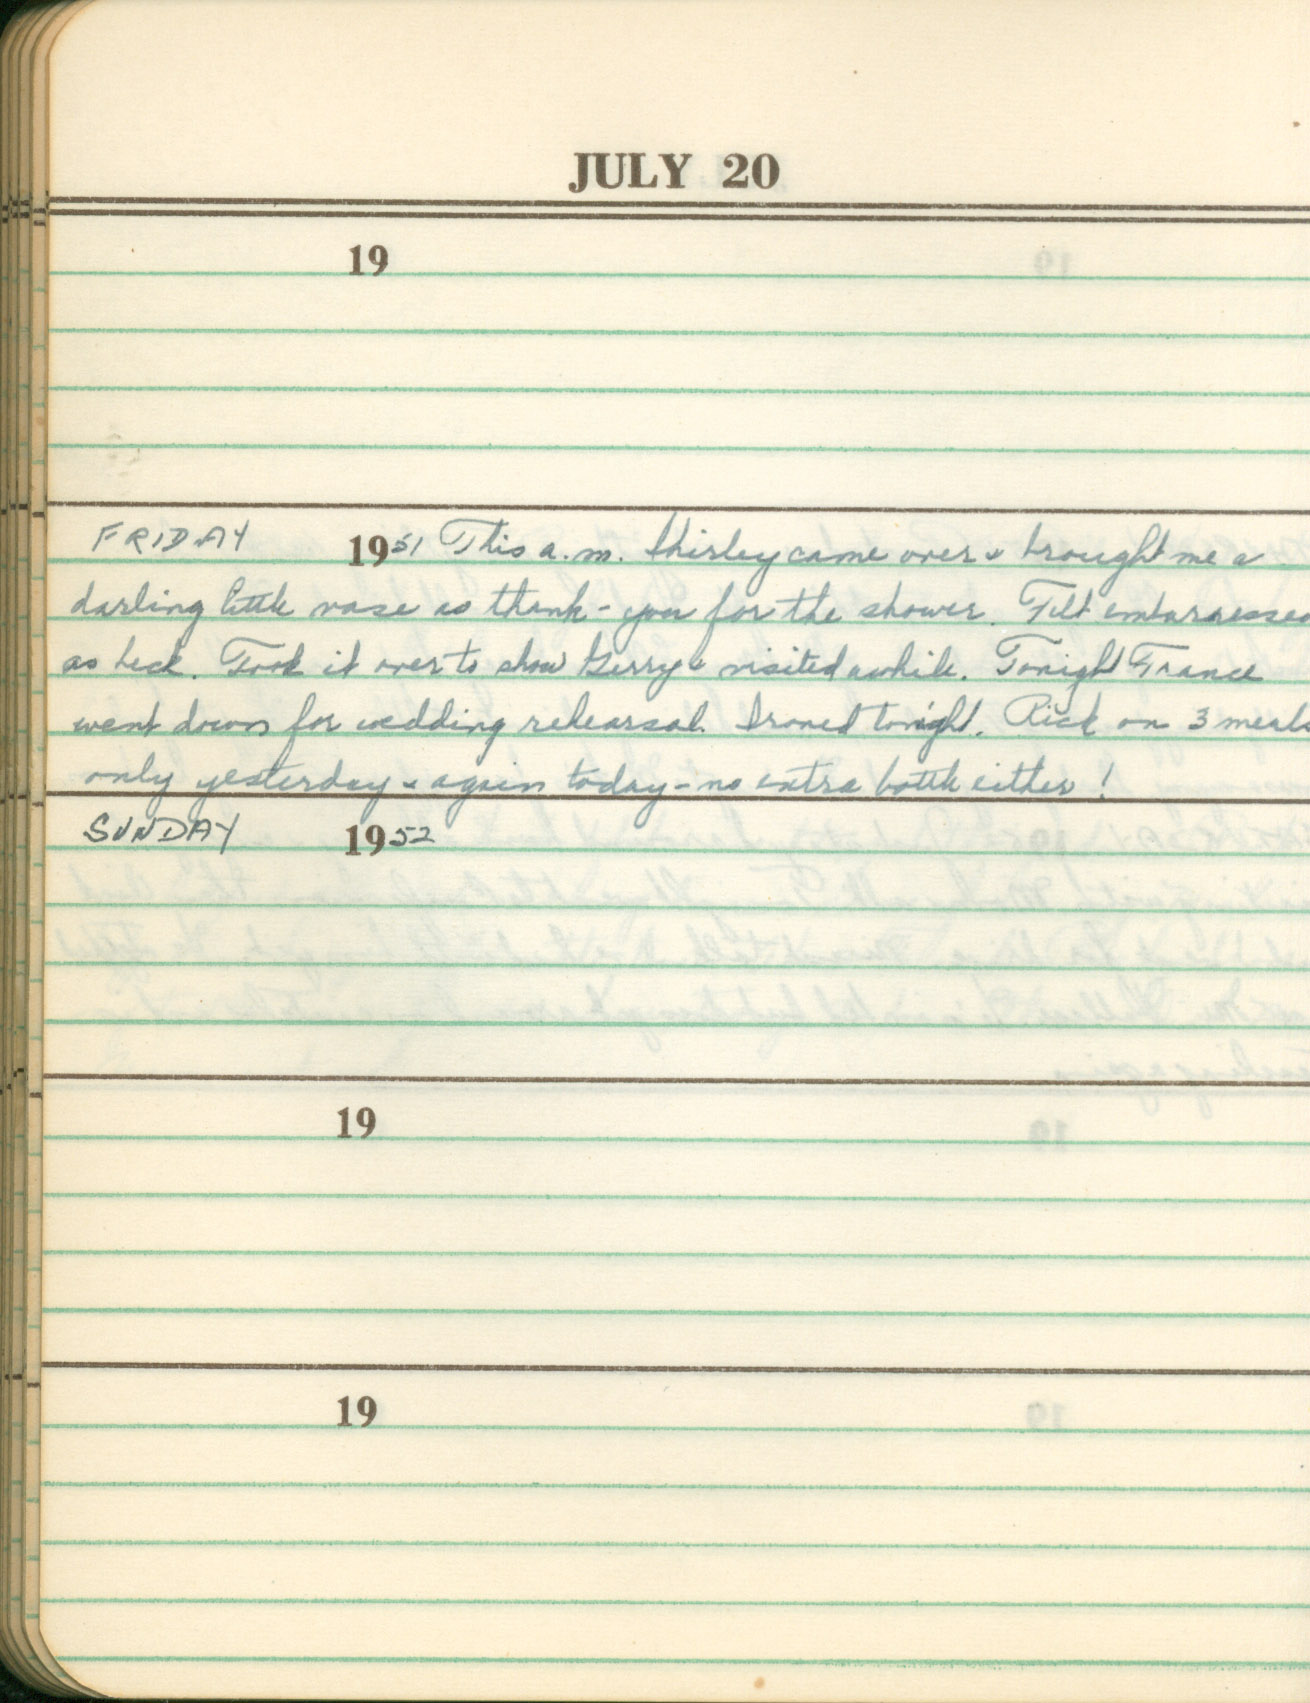 JULY 20
19
FRIDAY 1951 This a.m. Shirley came over & brought me a
darling little vase as thank-you for the shower. Felt embarrassed
as heck. Took it over to show Gerry & visited awhile. Tonight France
went down for wedding rehearsal. Ironed tonight. Rick on 3 meals
only yesterday & again today - no extra bottle either!
SUNDAY 1952
19
19